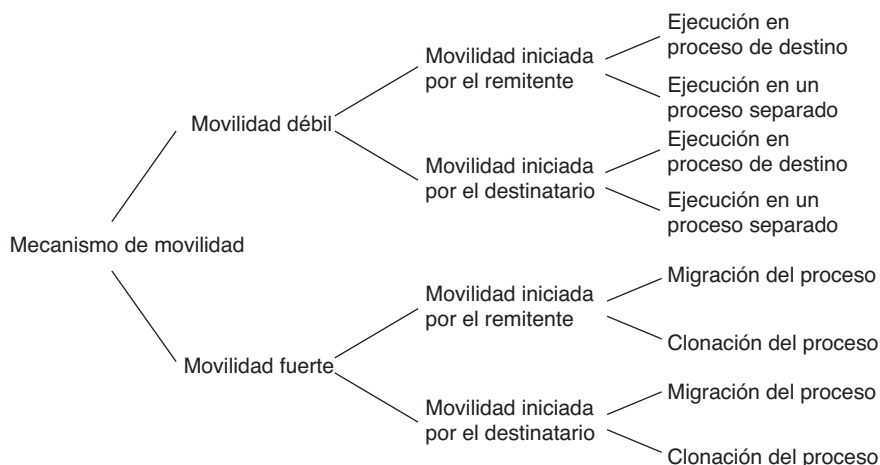 Mecanismo de movilidad
Movilidad débil
Movilidad iniciada
por el remitente
Ejecución en
proceso de destino
Ejecución en un
proceso separado
Movilidad iniciada
por el destinatario
Ejecución en
proceso de destino
Ejecución en un
proceso separado
Movilidad fuerte
Movilidad iniciada
por el remitente
Migración del proceso
Clonación del proceso
Movilidad iniciada
por el destinatario
Migración del proceso
Clonación del proceso